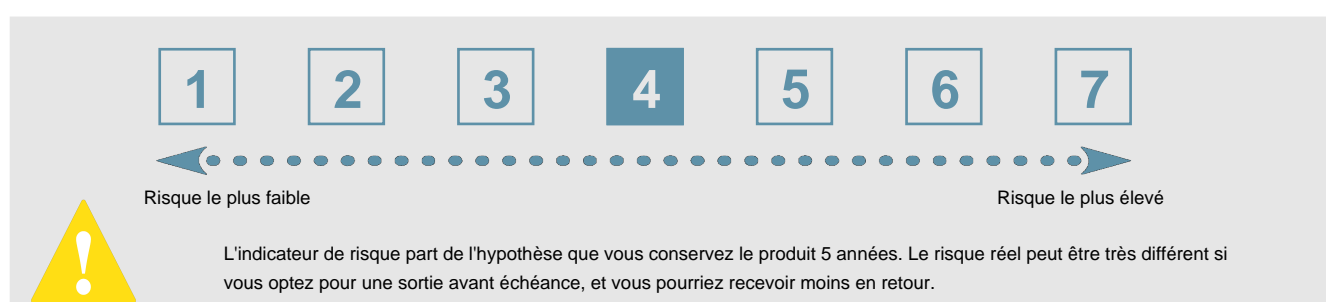 1 2 3 4 5 6 7
Risque le plus faible Risque le plus élevé
L'indicateur de risque part de l'hypothèse que vous conservez le produit 5 années. Le risque réel peut être très différent si
vous optez pour une sortie avant échéance, et vous pourriez recevoir moins en retour.
!